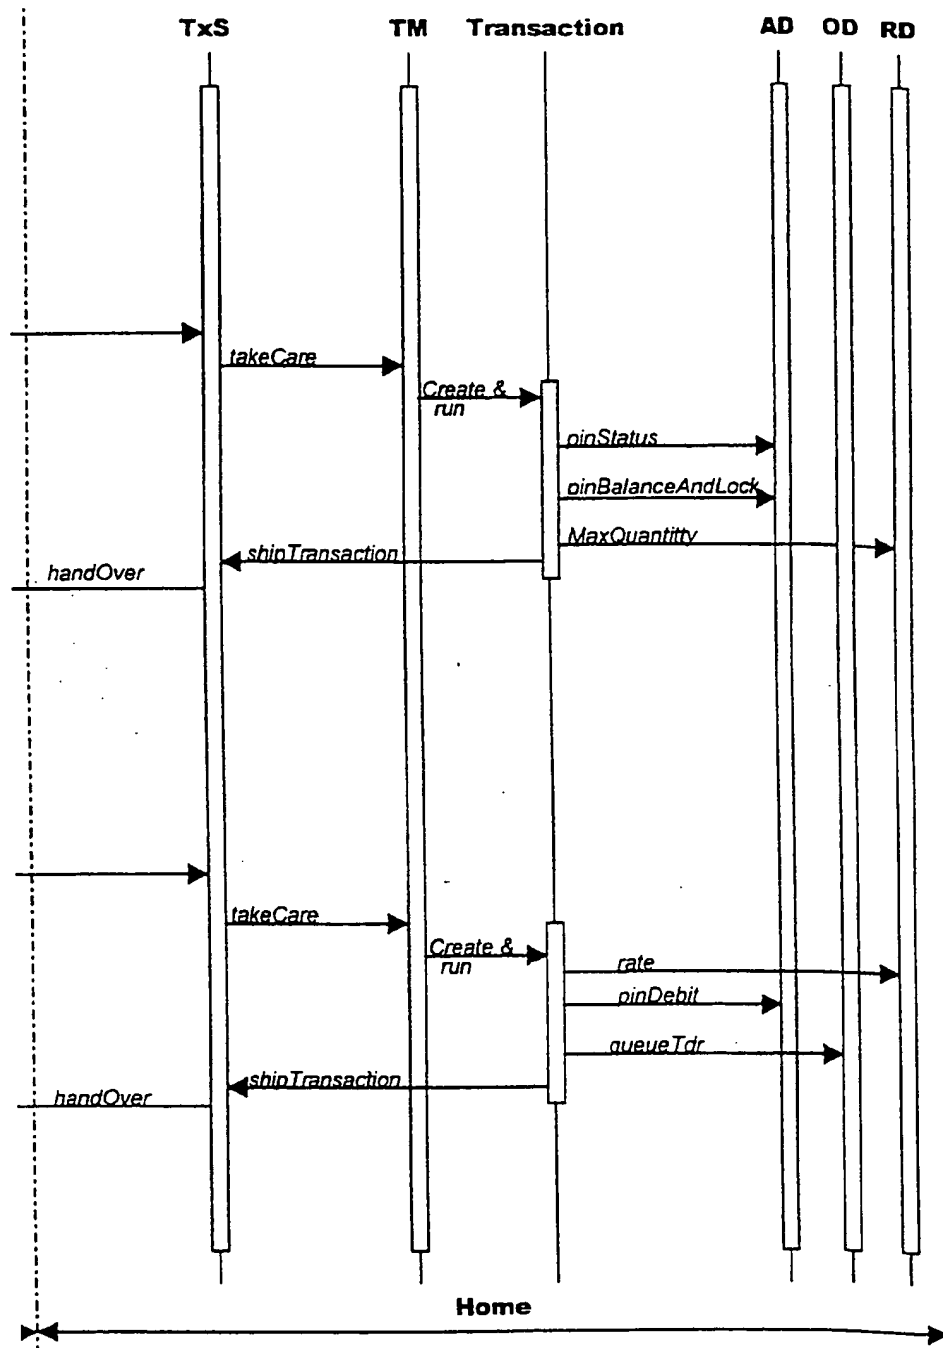 TxS TM Transaction AD OD RD
takeCare
Create &
run
pinStatus
pinBalanceAndLock
MaxQuantitty
shipTransaction
handOver
takeCare
Create &
run
rate
pinDebit
queueTdr
shipTransaction
handOver
Home